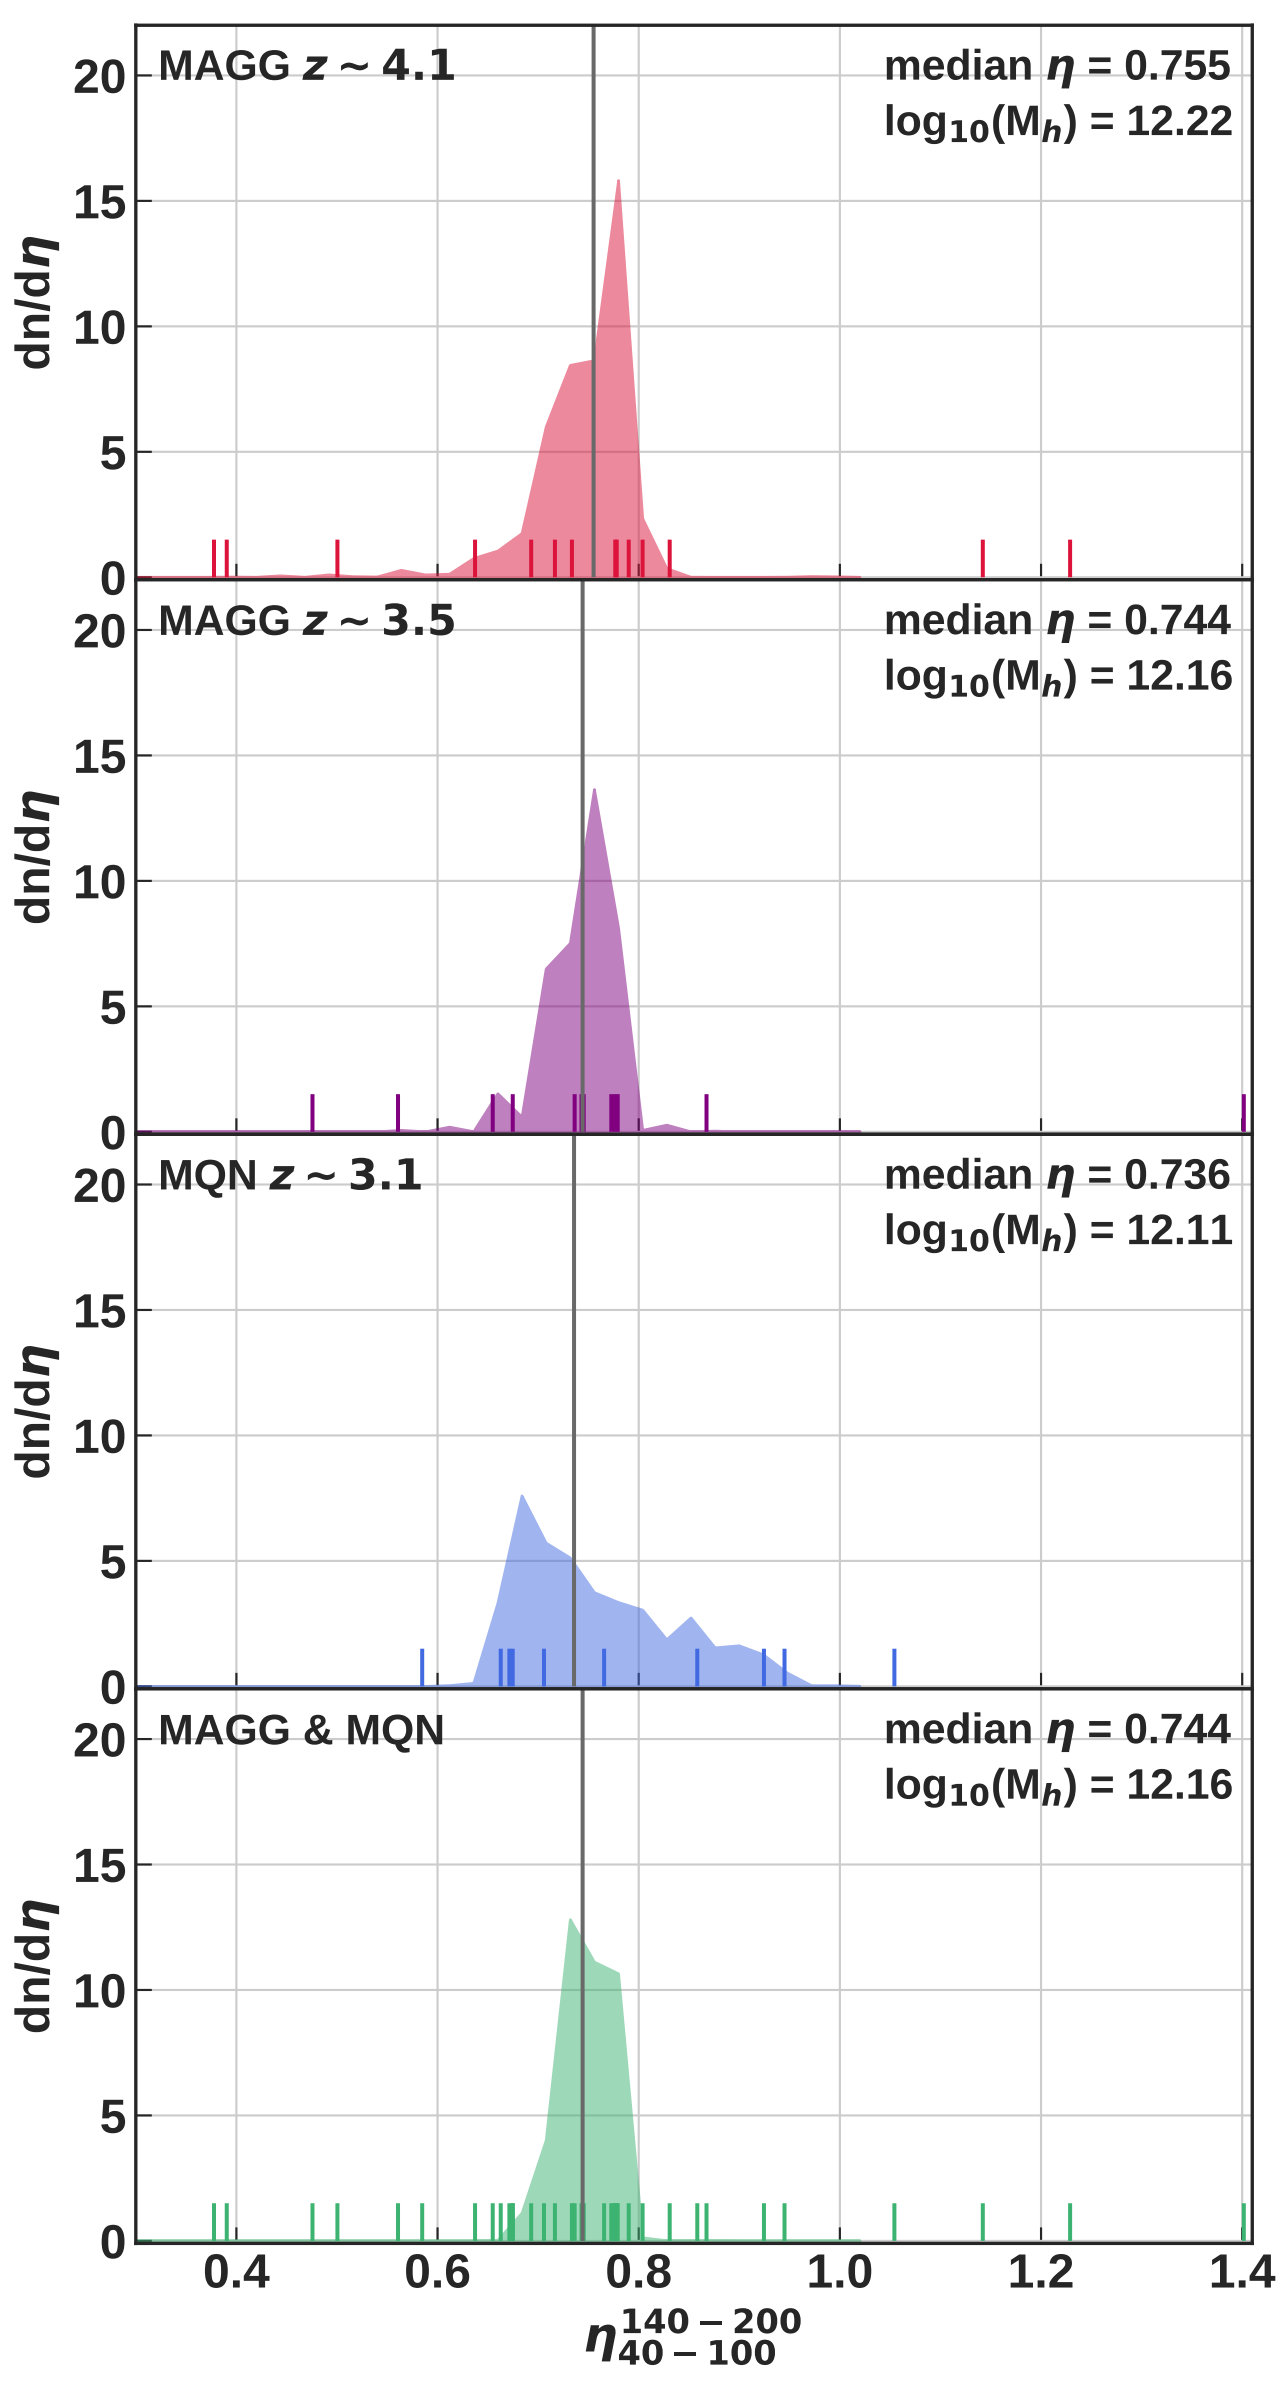 MAGG z ~ 4.1
median η = 0.755
log10(Mh) = 12.22
20
15
10
5
0
dn/dη
MAGG z ~ 3.5
median η = 0.744
log10(Mh) = 12.16
20
15
10
5
0
dn/dη
MQN z ~ 3.1
median η = 0.736
log10(Mh) = 12.11
20
15
10
5
0
dn/dη
MAGG & MQN
median η = 0.744
log10(Mh) = 12.16
20
15
10
5
0
dn/dη
0.4 0.6 0.8 1.0 1.2 1.4
η 140 – 200 40 – 100